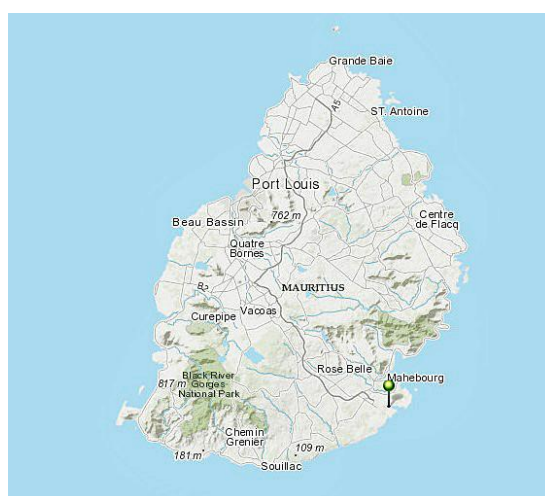 Grande Baie
A5
ST. Antoine
Port Louis
Beau Bassin
762 m
Centre
de Flacq
Quatre
Bornes
MAURITIUS
B2
Vacoas
Curepipe
Rose Belle
Mahebourg
Black River
Gorges
National Park
817 m
Chemin
Grenier
109 m
181 m
Souillac